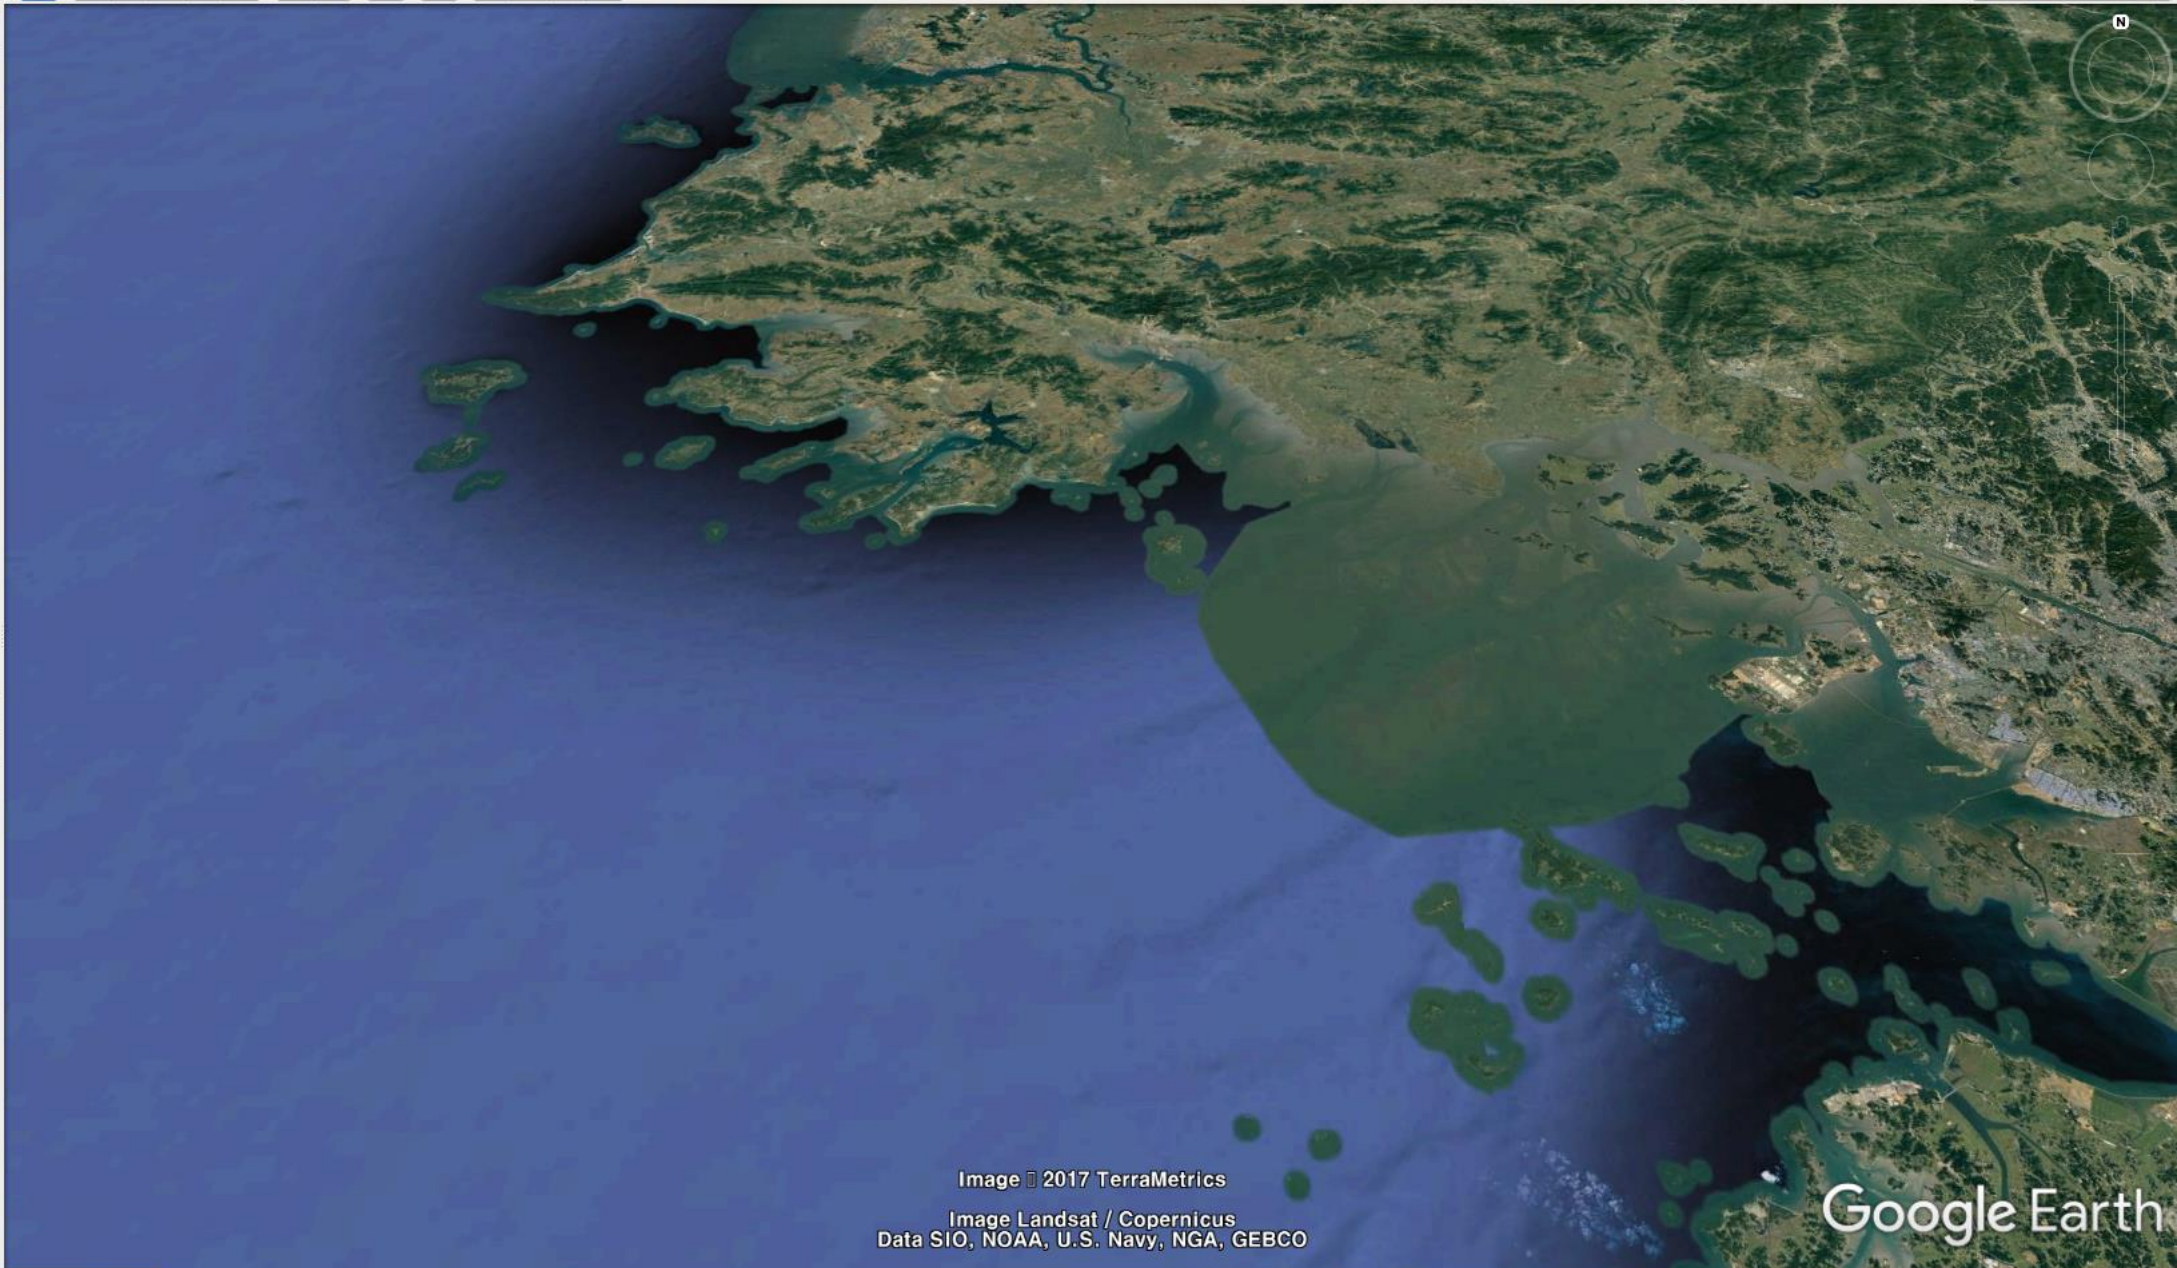 N
Image 2017 TerraMetrics
Image Landsat / Copernicus
Data SIO, NOAA, U.S. Navy, NGA, GEBCO
Google Earth